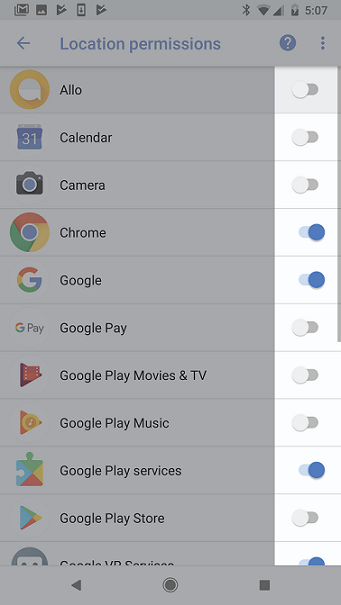 5:07
Location permissions
Allo
31
Calendar
Camera
Chrome
Google
G Pay
Google Pay
Google Play Movies & TV
Google Play Music
Google Play services
Google Play Store
Google VR Services